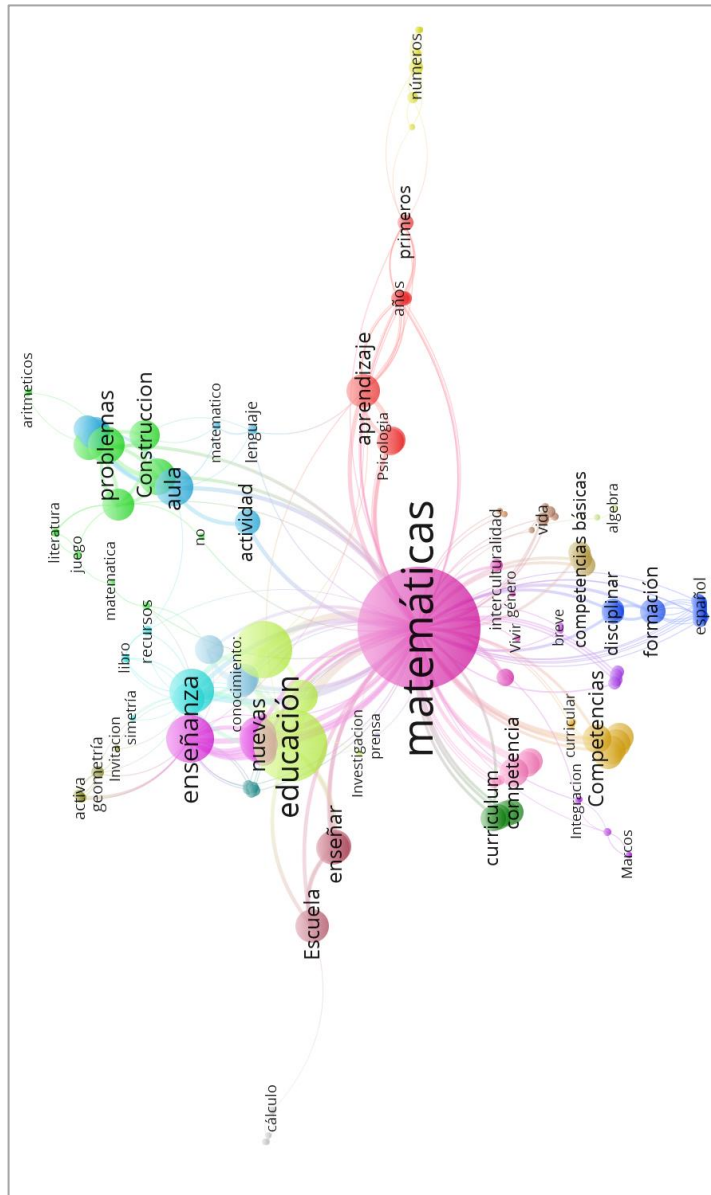 aritmeticos
problemas
Construccion
matematico
lenguaje
aula
actividad
no
literatura
juego
matematica
libro
recursos
activa
geometría
Invitacion
simetría
enseñanza
conocimiento:
nuevas
educación
Investigacion
prensa
enseñar
Escuela
cálculo
números
primeros
años
aprendizaje
Psicologia
matemáticas
interculturalidad
Vivir
género
vida
competencias básicas
algebra
breve
disciplinar
formación
español
curriculum
competencia
curricular
Competencias
Integracion
Marcos